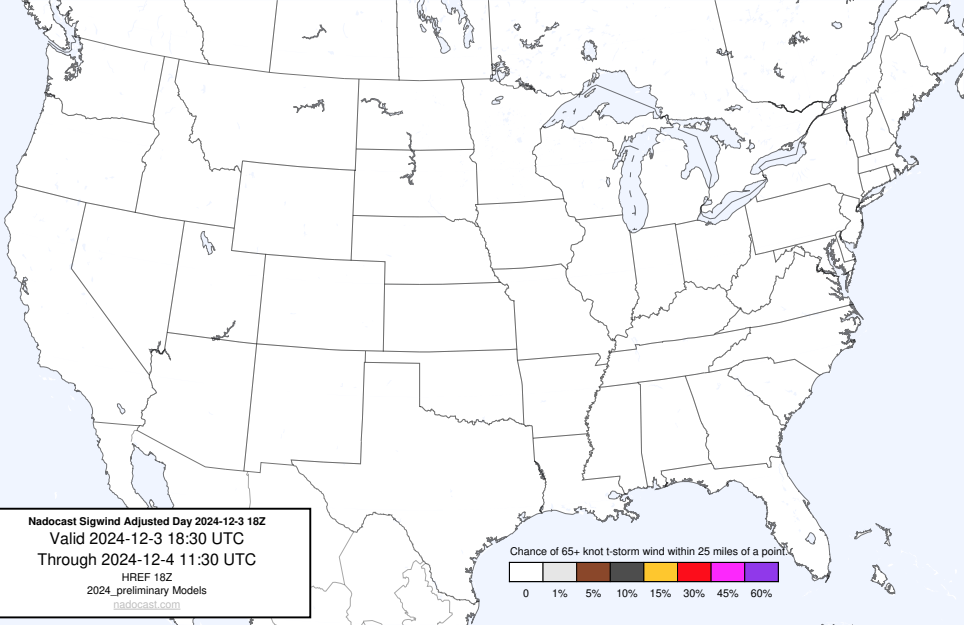 Nadocast Sigwind Adjusted Day 2024-12-3 18Z
Valid 2024-12-3 18:30 UTC
Through 2024-12-4 11:30 UTC
HREF 18Z
2024_preliminary Models
nadocast.com
Chance of 65+ knot t-storm wind within 25 miles of a point.
0 1% 5% 10% 15% 30% 45% 60%